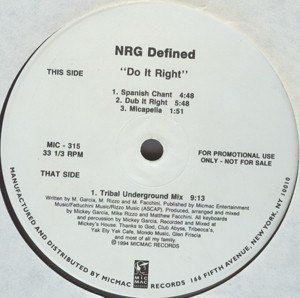 NRG Defined
THIS SIDE
"Do It Right"
1. Spanish Chant 4:48
2. Dub It Right 5:48
3. Micapella 1:51
MIC - 315
33 1/3 RPM
FOR PROMOTIONAL USE
ONLY - NOT FOR SALE
THAT SIDE
1. Tribal Underground Mix 9:13
Written by M. Garcia, M. Rizzo and M. Facchini, Published by Micmac Entertainment
Music/Fattuchini Music/Rizzo Music (ASCAP). Produced, arranged and mixed
by Mickey Garcia, Mike Rizzo and Matthew Facchini. All keyboards
and percussion by Mickey Garcia. Recorded and Mixed at
Mickey's House. Thanks to God, Club Abyss, Tribecca's,
Yak Ely Yak Cafe, Mondo Music, Glen Friscia
and most of all my family.
© 1994 MICMAC RECORDS
MIC MAC
RECORDS
MANUFACTURED AND DISTRIBUTED BY MICMAC RECORDS 166 FIFTH AVENUE, NEW YORK, N.Y. 10010